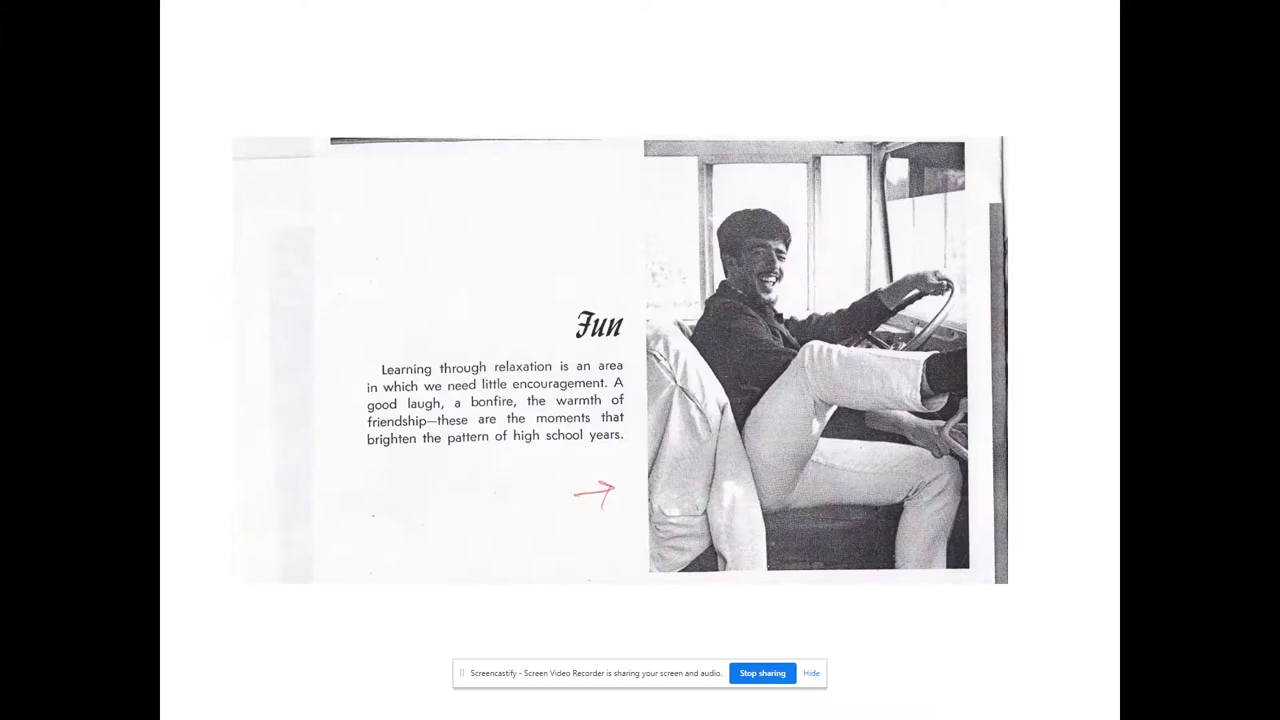 Fun
Learning through relaxation is an area
in which we need little encouragement. A
good laugh, a bonfire, the warmth of
friendship—these are the moments that
brighten the pattern of high school years.
Screencastify - Screen Video Recorder is sharing your screen and audio.
Stop sharing
Hide